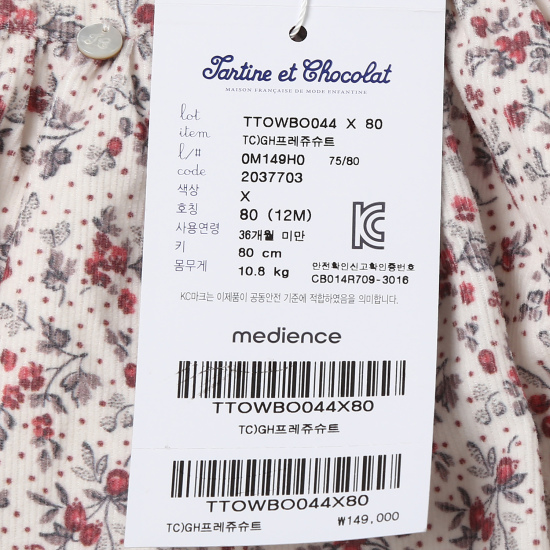 Tartine et Chocolat
MAISON FRANÇAISE DE MODE ENFANTINE
lot TTOWBO044 X 80
item TC)GH프레쥬슈트
l/# 0M149H0 75/80
code 2037703
색상 X
호칭 80 (12M)
사용연령 36개월 미만
키 80 cm
몸무게 10.8 kg
안전확인신고확인증번호
CB014R709-3016
KC마크는 이제품이 공동안전 기준에 적합하였음을 의미합니다.
medience
TTOWBO044X80
TC)GH프레쥬슈트
TTOWBO044X80
TC)GH프레쥬슈트 ₩149,000